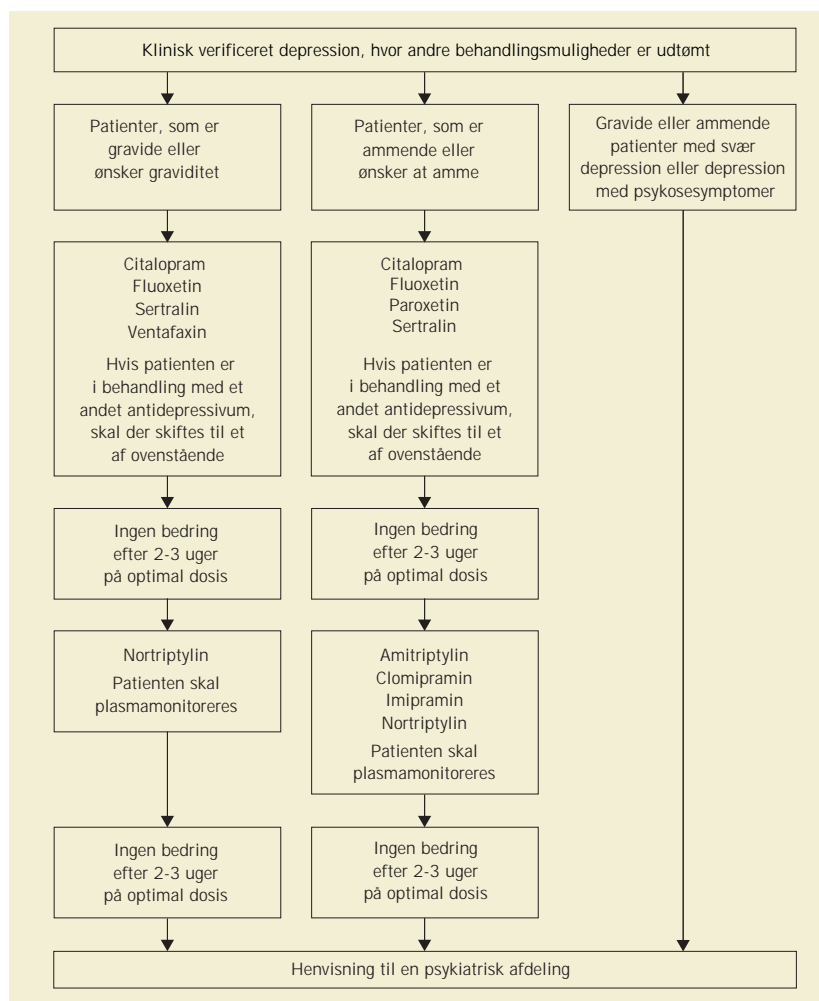 Klinisk verificeret depression, hvor andre behandlingsmuligheder er udtømt
Patienter, som er
gravide eller
ønsker graviditet
Patienter, som er
ammende eller
ønsker at amme
Gravide eller ammende
patienter med svær
depression eller depression
med psykosesymptomer
Citalopram
Fluoxetin
Sertralin
Ventafaxin
Hvis patienten er
i behandling med et
andet antidepressivum,
skal der skiftes til et
af ovenstående
Citalopram
Fluoxetin
Paroxetin
Sertralin
Hvis patienten er
i behandling med et
andet antidepressivum,
skal der skiftes til et
af ovenstående
Ingen bedring
efter 2-3 uger
på optimal dosis
Ingen bedring
efter 2-3 uger
på optimal dosis
Nortriptylin
Patienten skal
plasmamonitoreres
Amitriptylin
Clomipramin
Imipramin
Nortriptylin
Patienten skal
plasmamonitoreres
Ingen bedring
efter 2-3 uger
på optimal dosis
Ingen bedring
efter 2-3 uger
på optimal dosis
Henvisning til en psykiatrisk afdeling